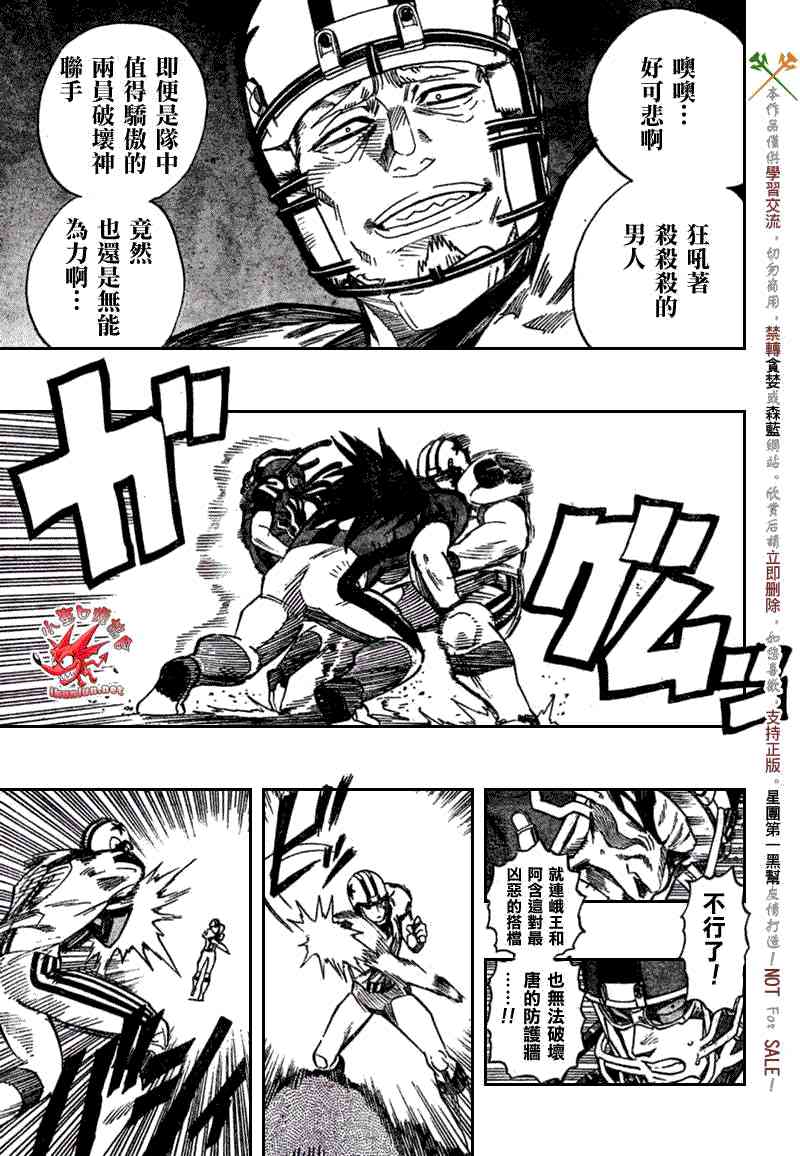 噢噢…
好可悲啊
狂吼著
殺殺殺的
男人
即便是隊中
值得驕傲的
兩員破壞神
聯手
竟然
也還是無能
為力啊…
ガッ
グムッ
不行了！
就連峨王和
阿含這對最
凶惡的搭檔
也無法破壞
唐的防護牆
……!!
本作品僅供學習交流，切勿商用，禁轉貪婪或森藍網站。欣賞后請立即刪除，如您喜歡，支持正版。星團第一黑幫友情打造！NOT For SALE！